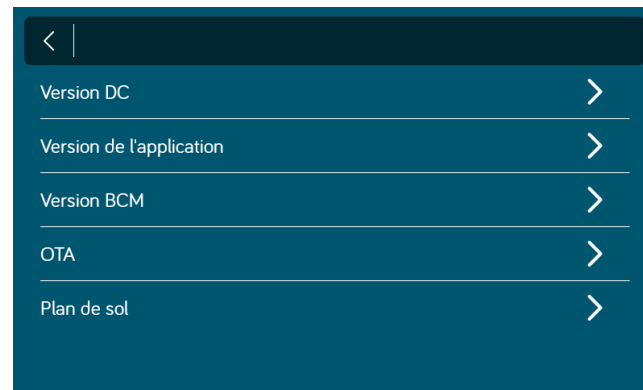 Version DC
Version de l'application
Version BCM
OTA
Plan de sol